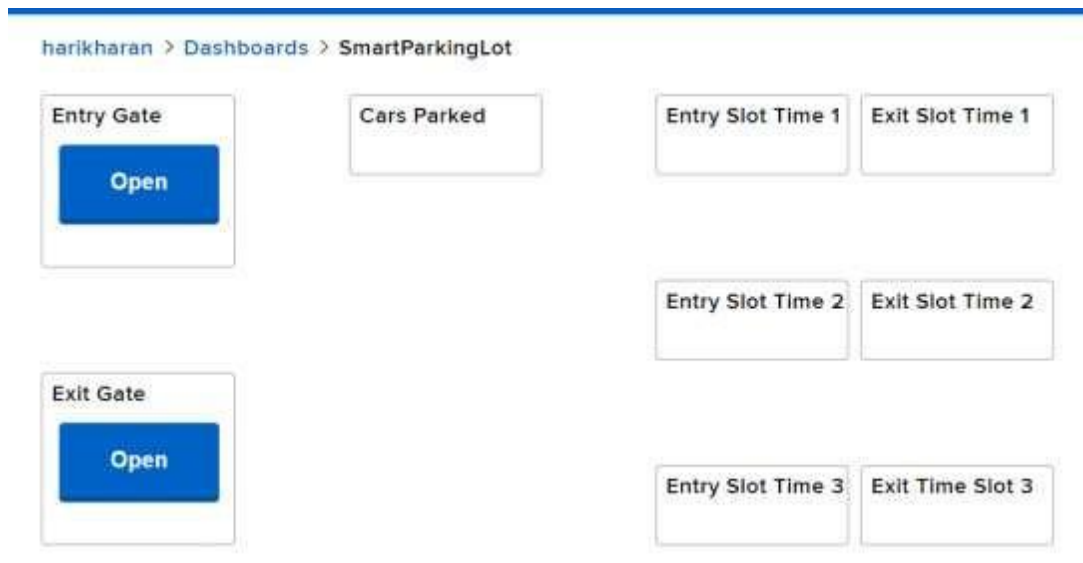 harikharan > Dashboards > SmartParkingLot
Entry Gate
Open
Cars Parked
Entry Slot Time 1
Exit Slot Time 1
Entry Slot Time 2
Exit Slot Time 2
Exit Gate
Open
Entry Slot Time 3
Exit Time Slot 3